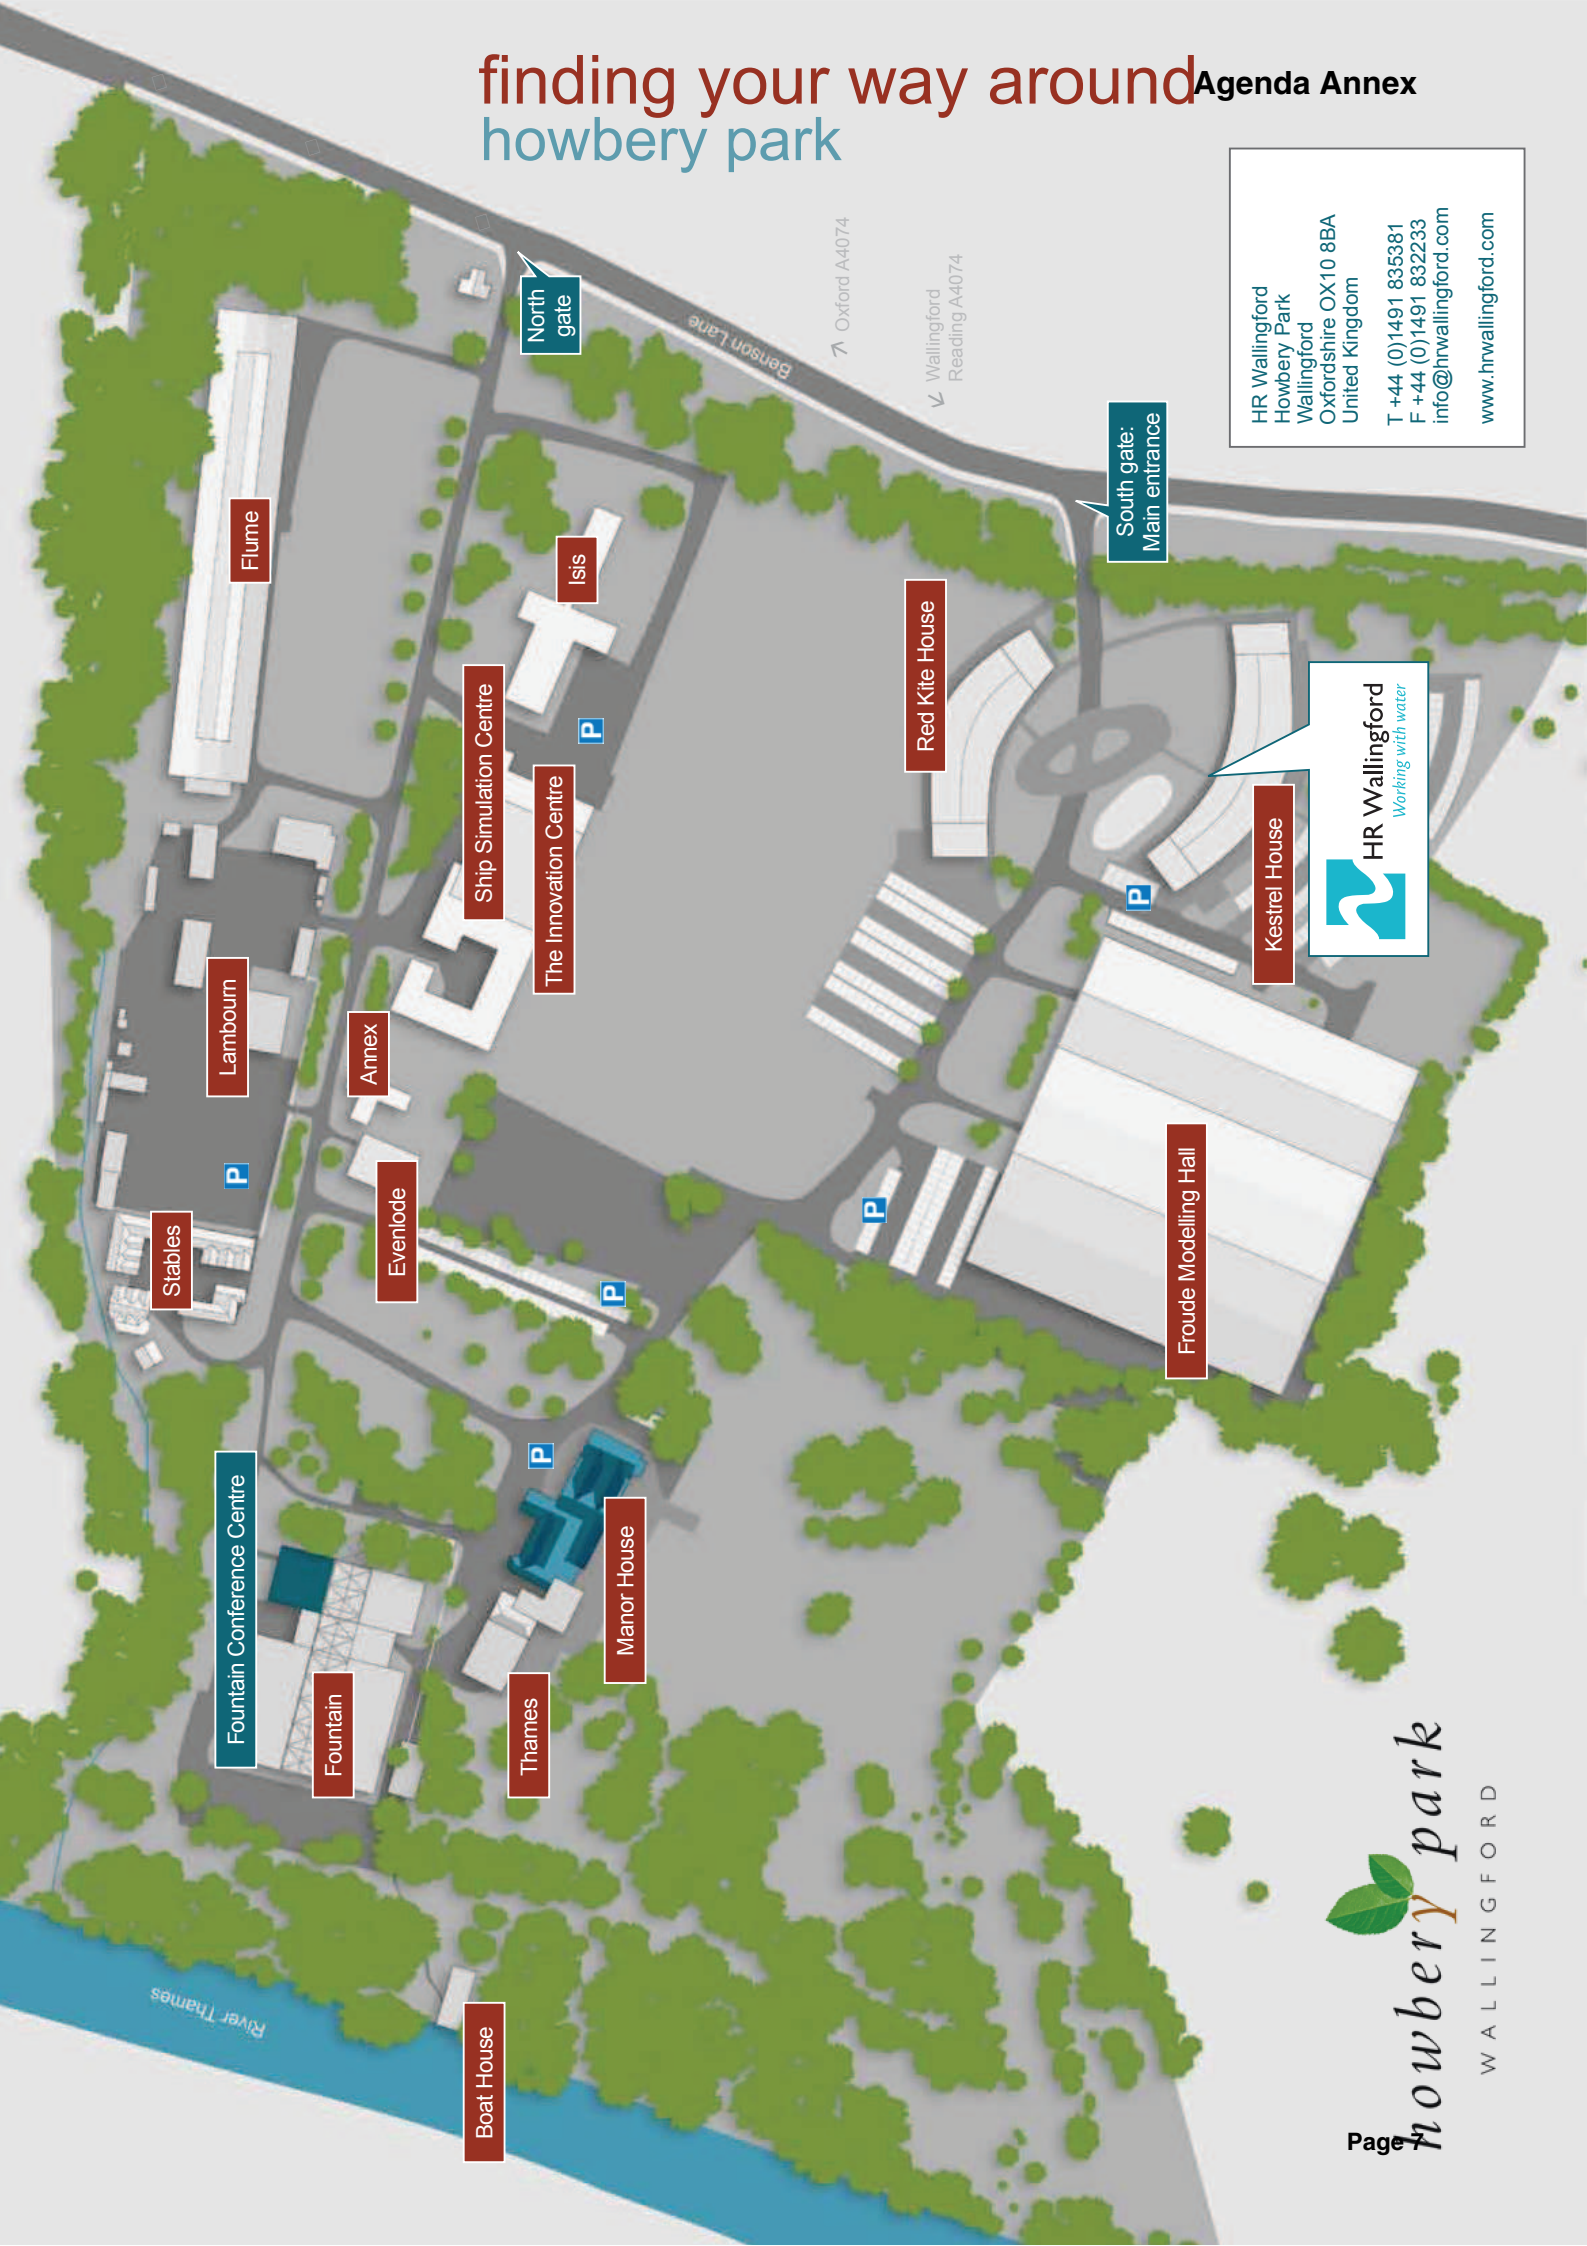 finding your way around
Agenda Annex
howbery park
HR Wallingford
Howbery Park
Wallingford
Oxfordshire OX10 8BA
United Kingdom
T +44 (0)1491 835381
F +44 (0)1491 832233
info@hrwallingford.com
www.hrwallingford.com
Oxford A4074
Wallingford
Reading A4074
Benson Lane
North
gate
South gate:
Main entrance
Flume
Isis
Ship Simulation Centre
The Innovation Centre
P
Red Kite House
Kestrel House
HR Wallingford
Working with water
P
Lambourn
Annex
P
Stables
Evenlode
P
P
Froude Modelling Hall
P
Fountain Conference Centre
Fountain
Manor House
Thames
River Thames
Boat House
howbery park
WALLINGFORD
Page 7